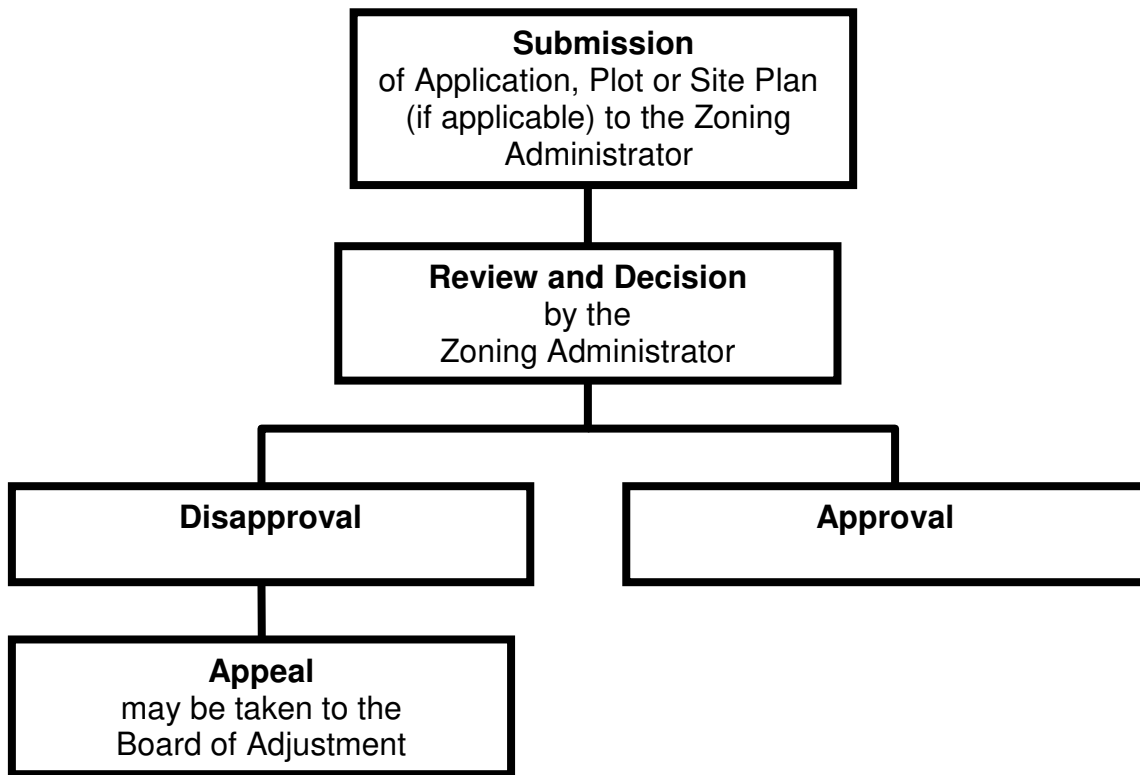 Submission
of Application, Plot or Site Plan
(if applicable) to the Zoning
Administrator
Review and Decision
by the
Zoning Administrator
Disapproval
Approval
Appeal
may be taken to the
Board of Adjustment